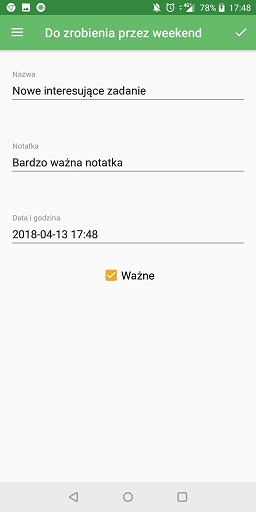 78% 17:48
Do zrobienia przez weekend
Nazwa
Nowe interesujące zadanie
Notatka
Bardzo ważna notatka
Data i godzina
2018-04-13 17:48
Ważne